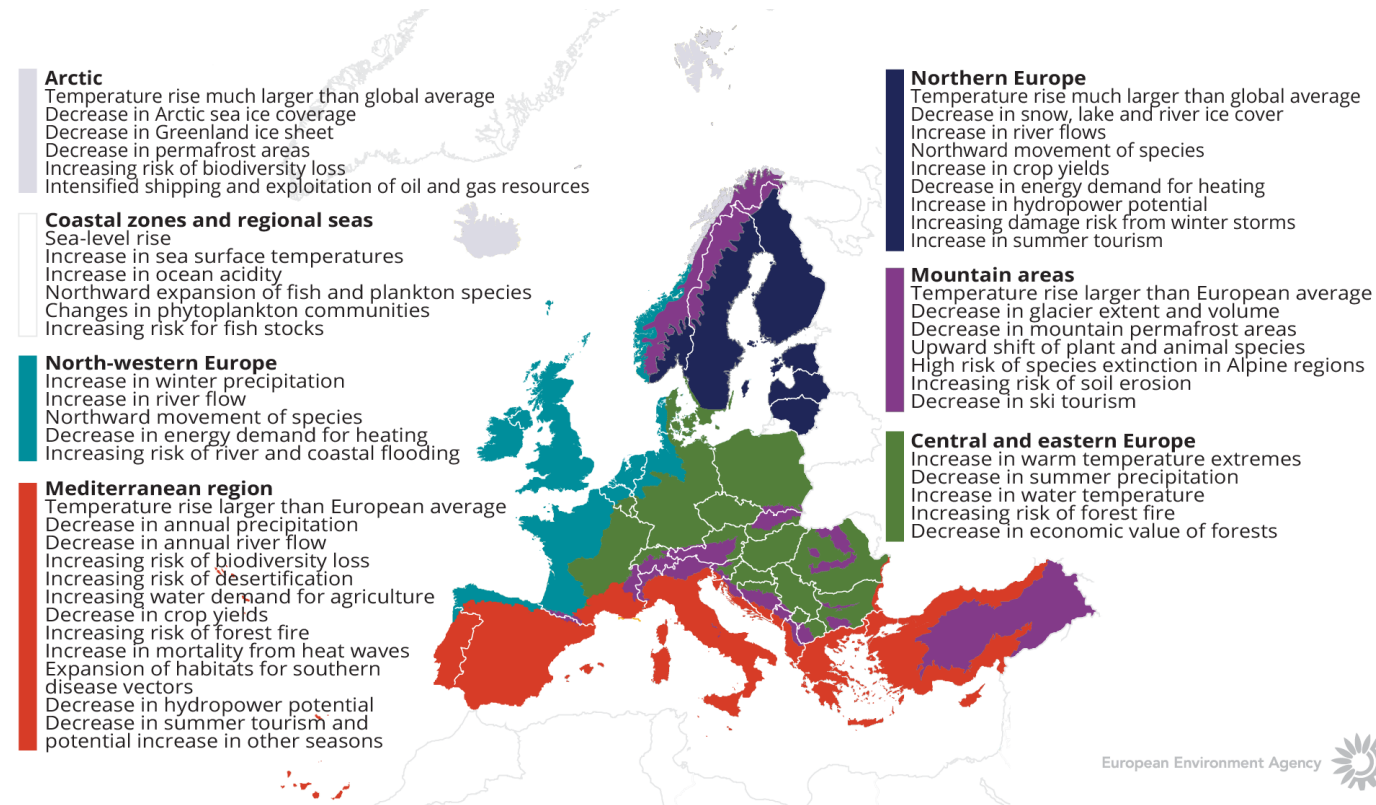 Arctic
Temperature rise much larger than global average
Decrease in Arctic sea ice coverage
Decrease in Greenland ice sheet
Decrease in permafrost areas
Increasing risk of biodiversity loss
Intensified shipping and exploitation of oil and gas resources
Coastal zones and regional seas
Sea-level rise
Increase in sea surface temperatures
Increase in ocean acidity
Northward expansion of fish and plankton species
Changes in phytoplankton communities
Increasing risk for fish stocks
North-western Europe
Increase in winter precipitation
Increase in river flow
Northward movement of species
Decrease in energy demand for heating
Increasing risk of river and coastal flooding
Mediterranean region
Temperature rise larger than European average
Decrease in annual precipitation
Decrease in annual river flow
Increasing risk of biodiversity loss
Increasing risk of desertification
Increasing water demand for agriculture
Decrease in crop yields
Increasing risk of forest fire
Increase in mortality from heat waves
Expansion of habitats for southern
disease vectors
Decrease in hydropower potential
Decrease in summer tourism and
potential increase in other seasons
Northern Europe
Temperature rise much larger than global average
Decrease in snow, lake and river ice cover
Increase in river flows
Northward movement of species
Increase in crop yields
Decrease in energy demand for heating
Increase in hydropower potential
Increasing damage risk from winter storms
Increase in summer tourism
Mountain areas
Temperature rise larger than European average
Decrease in glacier extent and volume
Decrease in mountain permafrost areas
Upward shift of plant and animal species
High risk of species extinction in Alpine regions
Increasing risk of soil erosion
Decrease in ski tourism
Central and eastern Europe
Increase in warm temperature extremes
Decrease in summer precipitation
Increase in water temperature
Increasing risk of forest fire
Decrease in economic value of forests
European Environment Agency